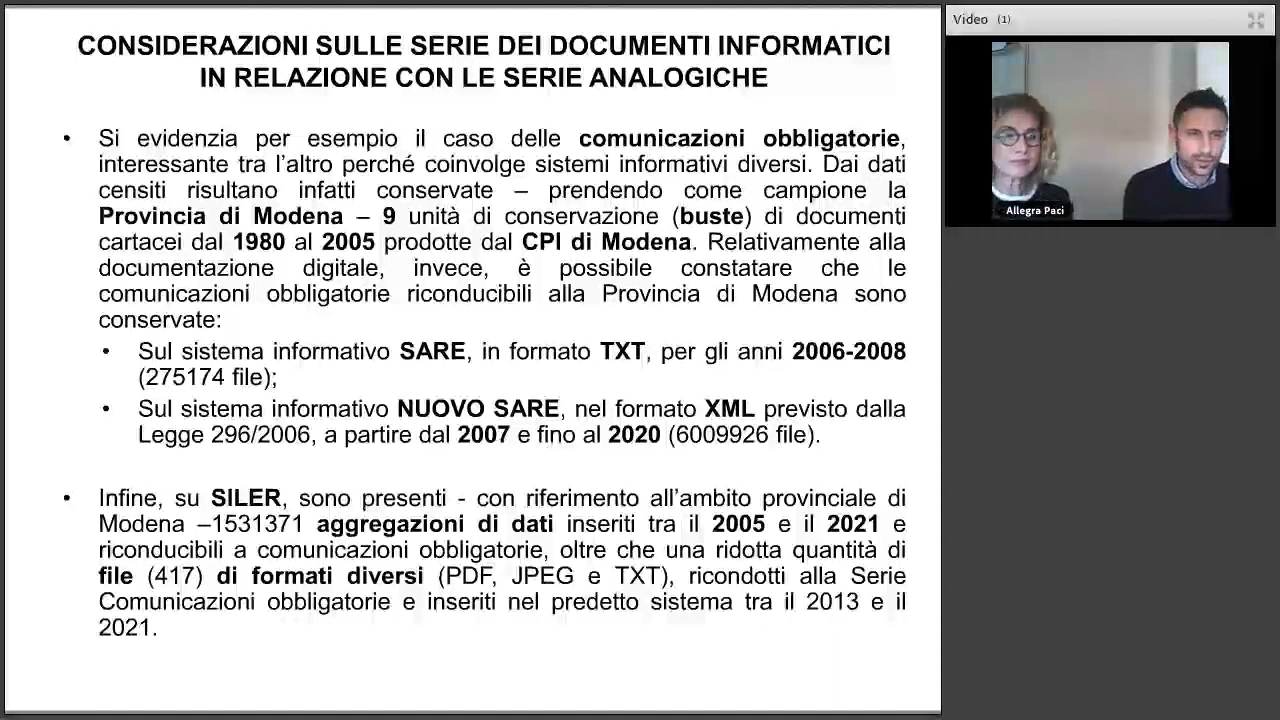 CONSIDERAZIONI SULLE SERIE DEI DOCUMENTI INFORMATICI
IN RELAZIONE CON LE SERIE ANALOGICHE
• Si evidenzia per esempio il caso delle comunicazioni obbligatorie,
interessante tra l’altro perché coinvolge sistemi informativi diversi. Dai dati
censiti risultano infatti conservate – prendendo come campione la
Provincia di Modena – 9 unità di conservazione (buste) di documenti
cartacei dal 1980 al 2005 prodotte dal CPI di Modena. Relativamente alla
documentazione digitale, invece, è possibile constatare che le
comunicazioni obbligatorie riconducibili alla Provincia di Modena sono
conservate:
• Sul sistema informativo SARE, in formato TXT, per gli anni 2006-2008
(275174 file);
• Sul sistema informativo NUOVO SARE, nel formato XML previsto dalla
Legge 296/2006, a partire dal 2007 e fino al 2020 (6009926 file).
• Infine, su SILER, sono presenti - con riferimento all’ambito provinciale di
Modena –1531371 aggregazioni di dati inseriti tra il 2005 e il 2021 e
riconducibili a comunicazioni obbligatorie, oltre che una ridotta quantità di
file (417) di formati diversi (PDF, JPEG e TXT), ricondotti alla Serie
Comunicazioni obbligatorie e inseriti nel predetto sistema tra il 2013 e il
2021.
Video (1)
Allegra Paci